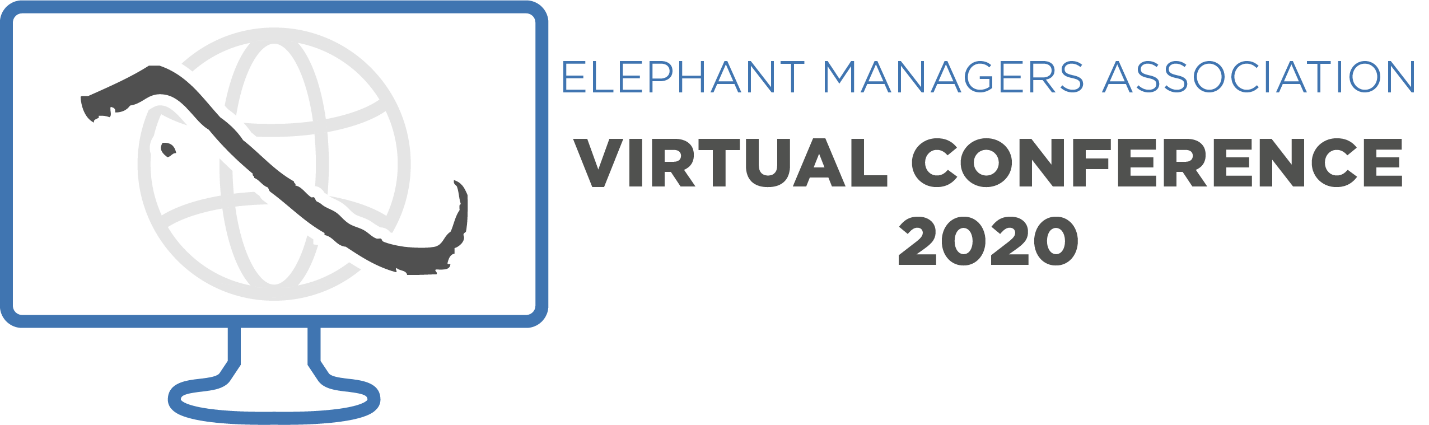 ELEPHANT MANAGERS ASSOCIATION
VIRTUAL CONFERENCE
2020